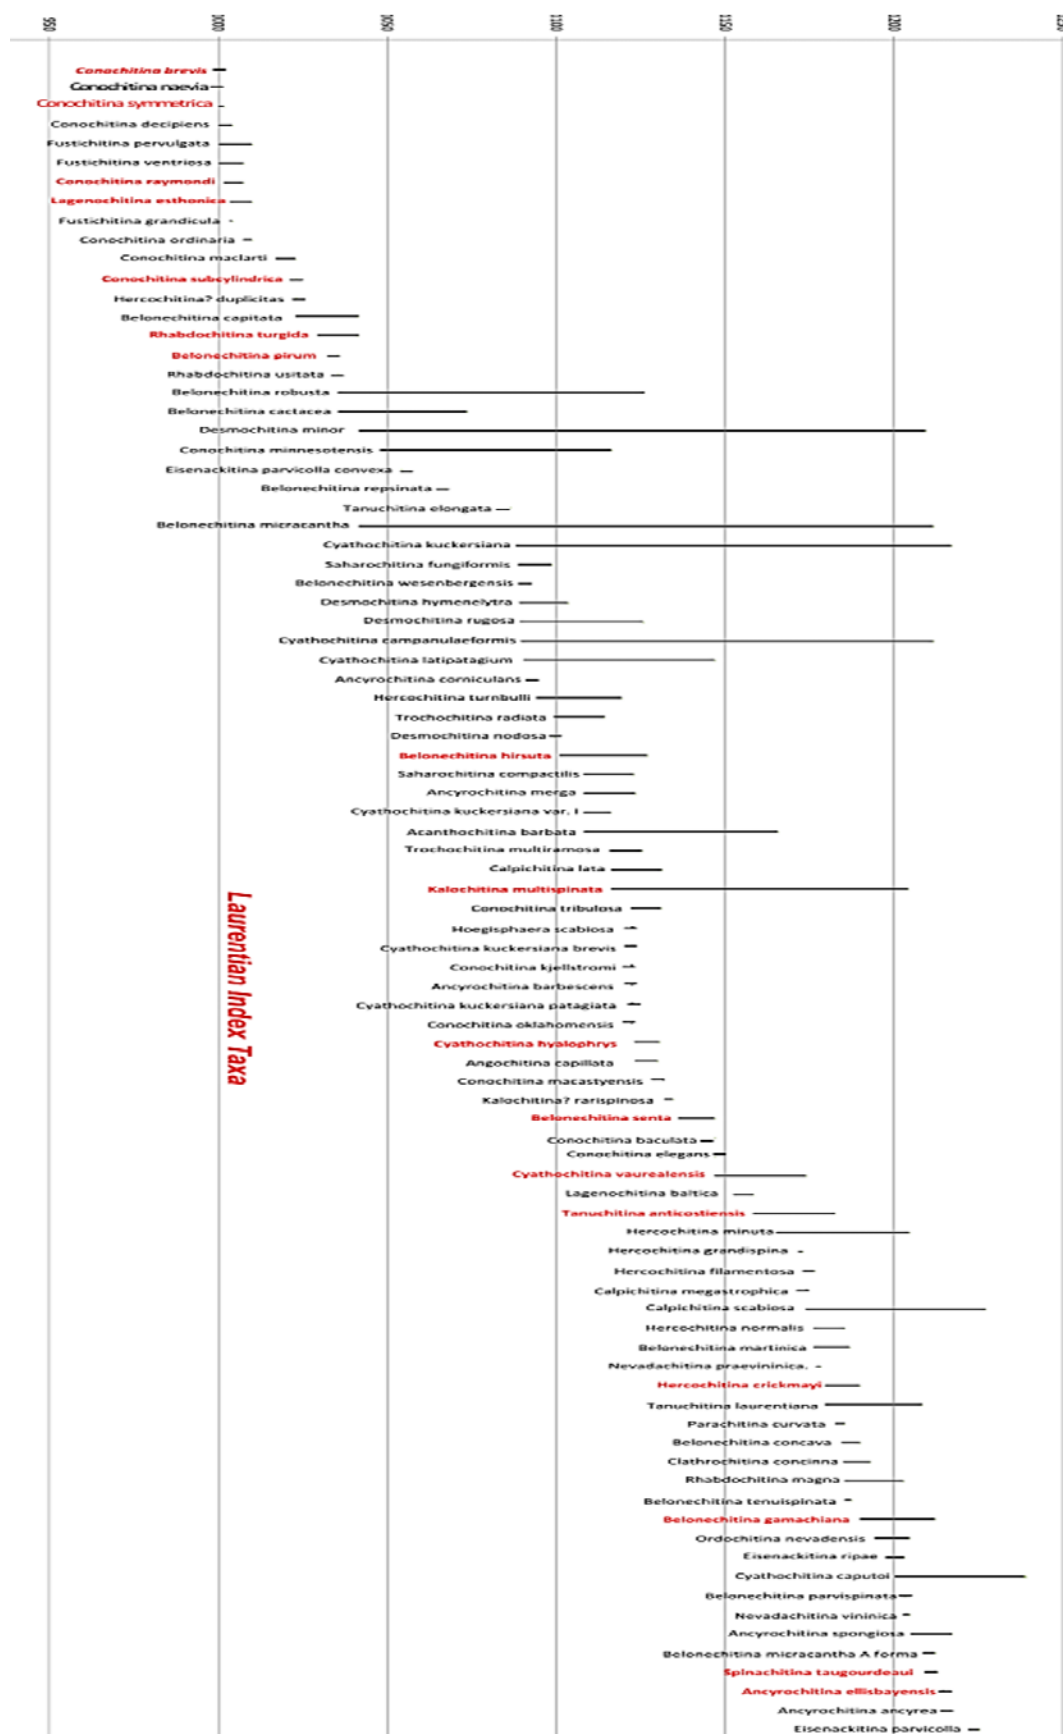 950 1000 1050 1100 1150 1200
Conochitina brevis
Conochitina naevia
Conochitina symmetrica
Conochitina decipiens
Fustichitina pervulgata
Fustichitina ventriosa
Conochitina raymondi
Lagenochitina esthonica
Fustichitina grandicula
Conochitina ordinaria
Conochitina maclarti
Conochitina subcylindrica
Hercochitina? duplicitas
Belonechitina capitata
Rhabdochitina turgida
Belonechitina pirum
Rhabdochitina usitata
Belonechitina robusta
Belonechitina cactacea
Desmochitina minor
Conochitina minnesotensis
Eisenackitina parvicolla convexa
Belonechitina repsinata
Tanuchitina elongata
Belonechitina micracantha
Cyathochitina kuckersiana
Saharochitina fungiformis
Belonechitina wesenbergensis
Desmochitina hymenelytra
Desmochitina rugosa
Cyathochitina campanulaeformis
Cyathochitina latipatagium
Ancyrochitina corniculans
Hercochitina turnbulli
Trochochitina radiata
Desmochitina nodosa
Belonechitina hirsuta
Saharochitina compactilis
Ancyrochitina merga
Cyathochitina kuckersiana var. I
Acanthochitina barbata
Trochochitina multiramosa
Calpichitina lata
Kalochitina multispinata
Conochitina tribulosa
Hoegisphaera scabiosa
Cyathochitina kuckersiana brevis
Conochitina kjellstromi
Ancyrochitina barbescens
Cyathochitina kuckersiana patagiata
Conochitina oklahomensis
Cyathochitina hyalophrys
Angochitina capillata
Conochitina macastyensis
Kalochitina? rarispinosa
Belonechitina senta
Conochitina baculata
Conochitina elegans
Cyathochitina vaurealensis
Lagenochitina baltica
Tanuchitina anticostiensis
Hercochitina minuta
Hercochitina grandispina
Hercochitina filamentosa
Calpichitina megastrophica
Calpichitina scabiosa
Hercochitina normalis
Belonechitina martinica
Nevadachitina praevininica.
Hercochitina crickmayi
Tanuchitina laurentiana
Parachitina curvata
Belonechitina concava
Clathrochitina concinna
Rhabdochitina magna
Belonechitina tenuispinata
Belonechitina gamachiana
Ordochitina nevadensis
Eisenackitina ripae
Cyathochitina caputoi
Belonechitina parvispinata
Nevadachitina vininica
Ancyrochitina spongiosa
Belonechitina micracantha A forma
Spinachitina taugourdeaui
Ancyrochitina ellisbayensis
Ancyrochitina ancyrea
Eisenackitina parvicolla
Laurentian Index Taxa